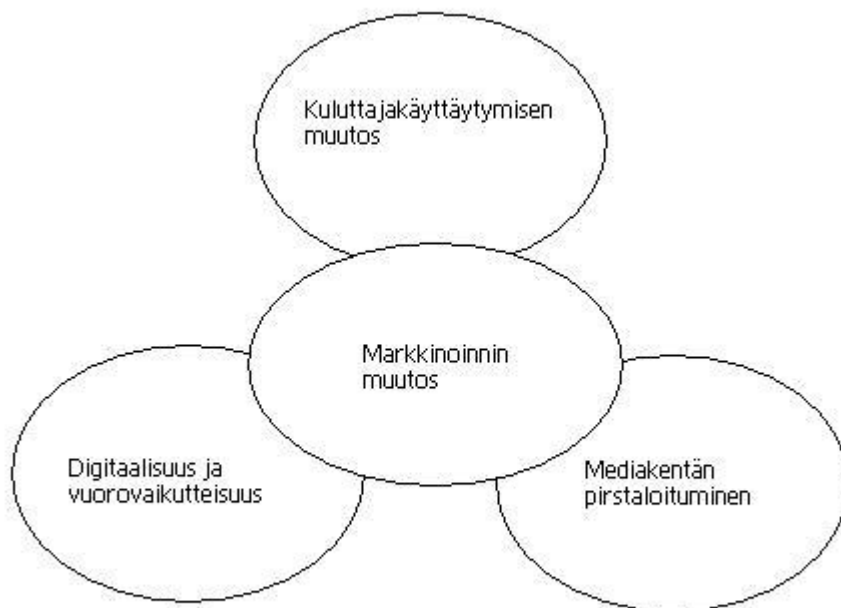 Kuluttajakäyttäytymisen
muutos
Markkinoinnin
muutos
Digitaalisuus ja
vuorovaikutteisuus
Mediakentän
pirstaloituminen